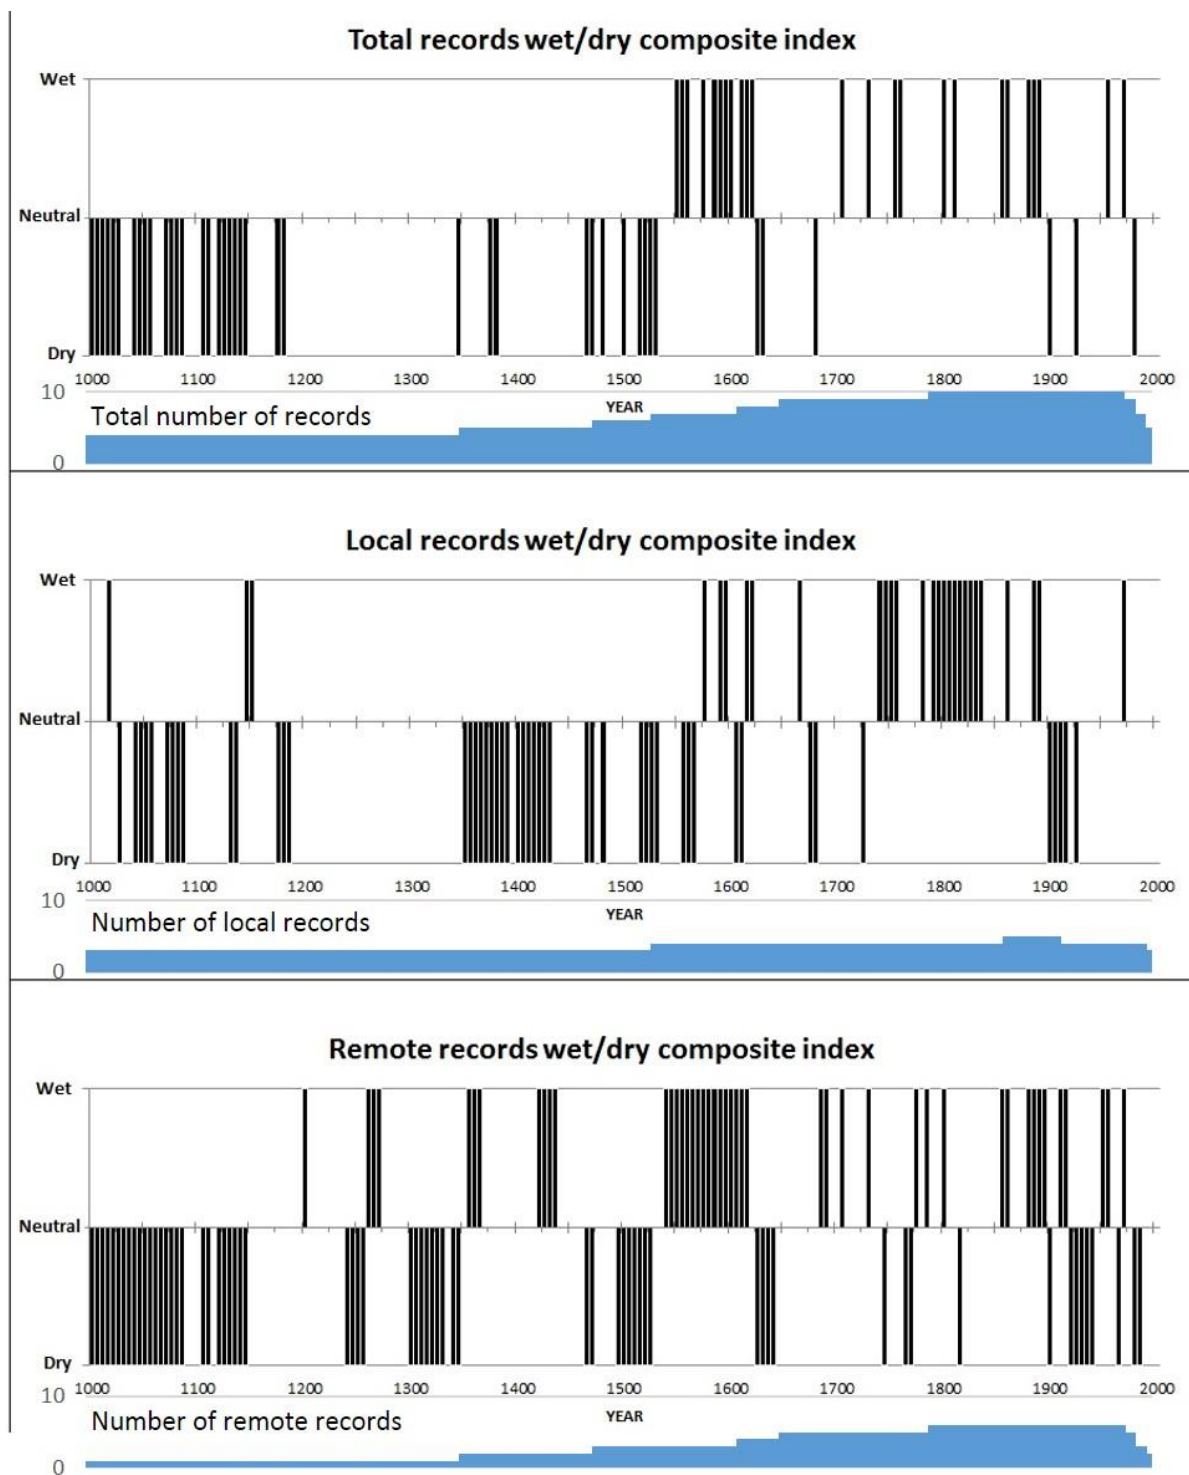 Total records wet/dry composite index
Wet
Neutral
Dry
1000 1100 1200 1300 1400 1500 1600 1700 1800 1900 2000
10
YEAR
Total number of records
0
Local records wet/dry composite index
Wet
Neutral
Dry
1000 1100 1200 1300 1400 1500 1600 1700 1800 1900 2000
10
YEAR
Number of local records
0
Remote records wet/dry composite index
Wet
Neutral
Dry
1000 1100 1200 1300 1400 1500 1600 1700 1800 1900 2000
10
YEAR
Number of remote records
0